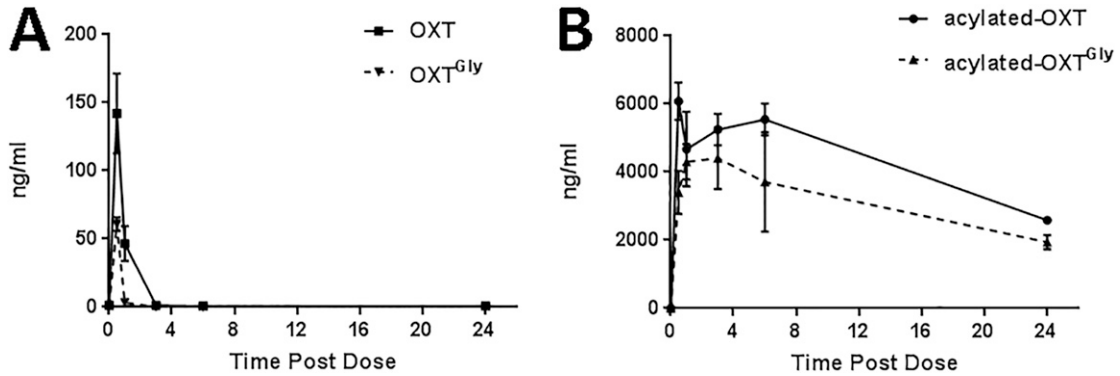 A
OXT
OXT^Gly
200
150
100
50
0
ng/ml
0 4 8 12 16 20 24
Time Post Dose
B
acylated-OXT
acylated-OXT^Gly
8000
6000
4000
2000
0
ng/ml
0 4 8 12 16 20 24
Time Post Dose